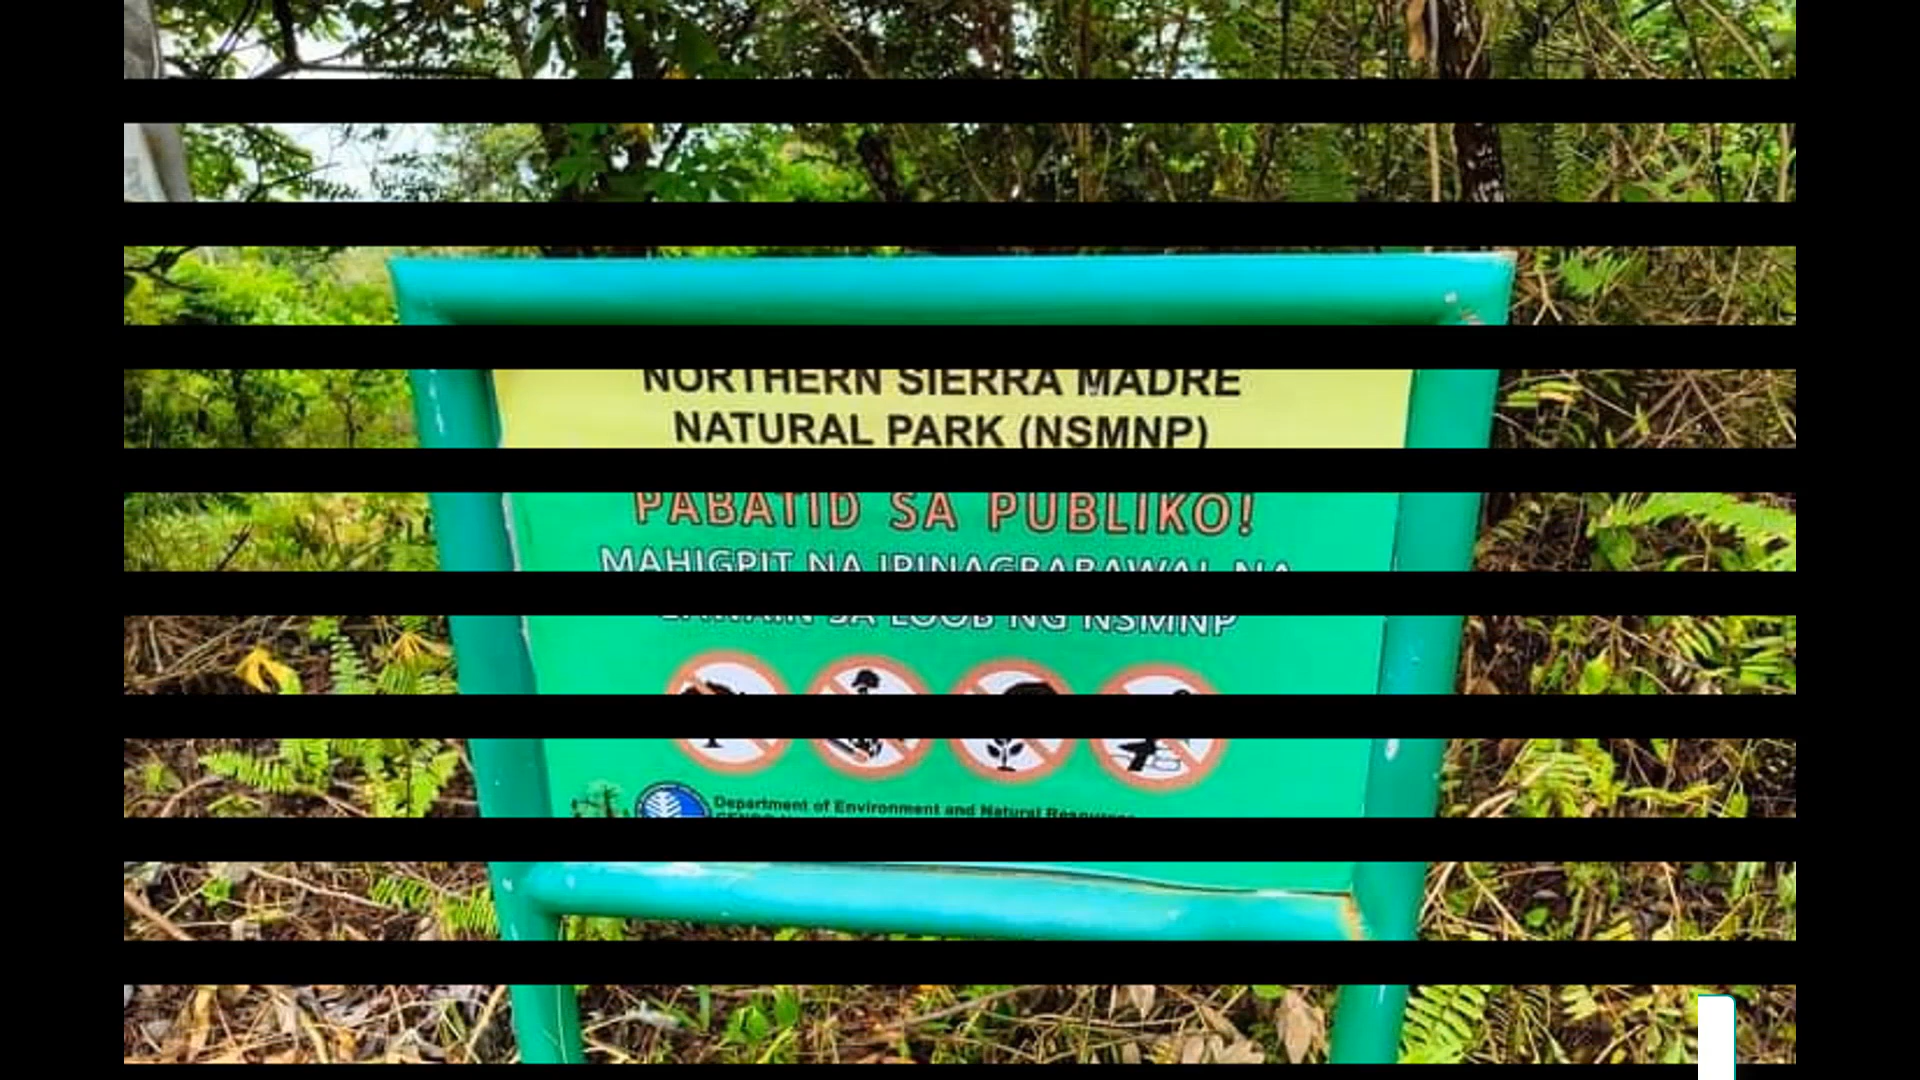 NORTHERN SIERRA MADRE
NATURAL PARK (NSMNP)
PABATID SA PUBLIKO!
MAHIGPIT NA IPINAGBABAWAL NA
SA LOOB NG NSMNP
Department of Environment and Natural Resources